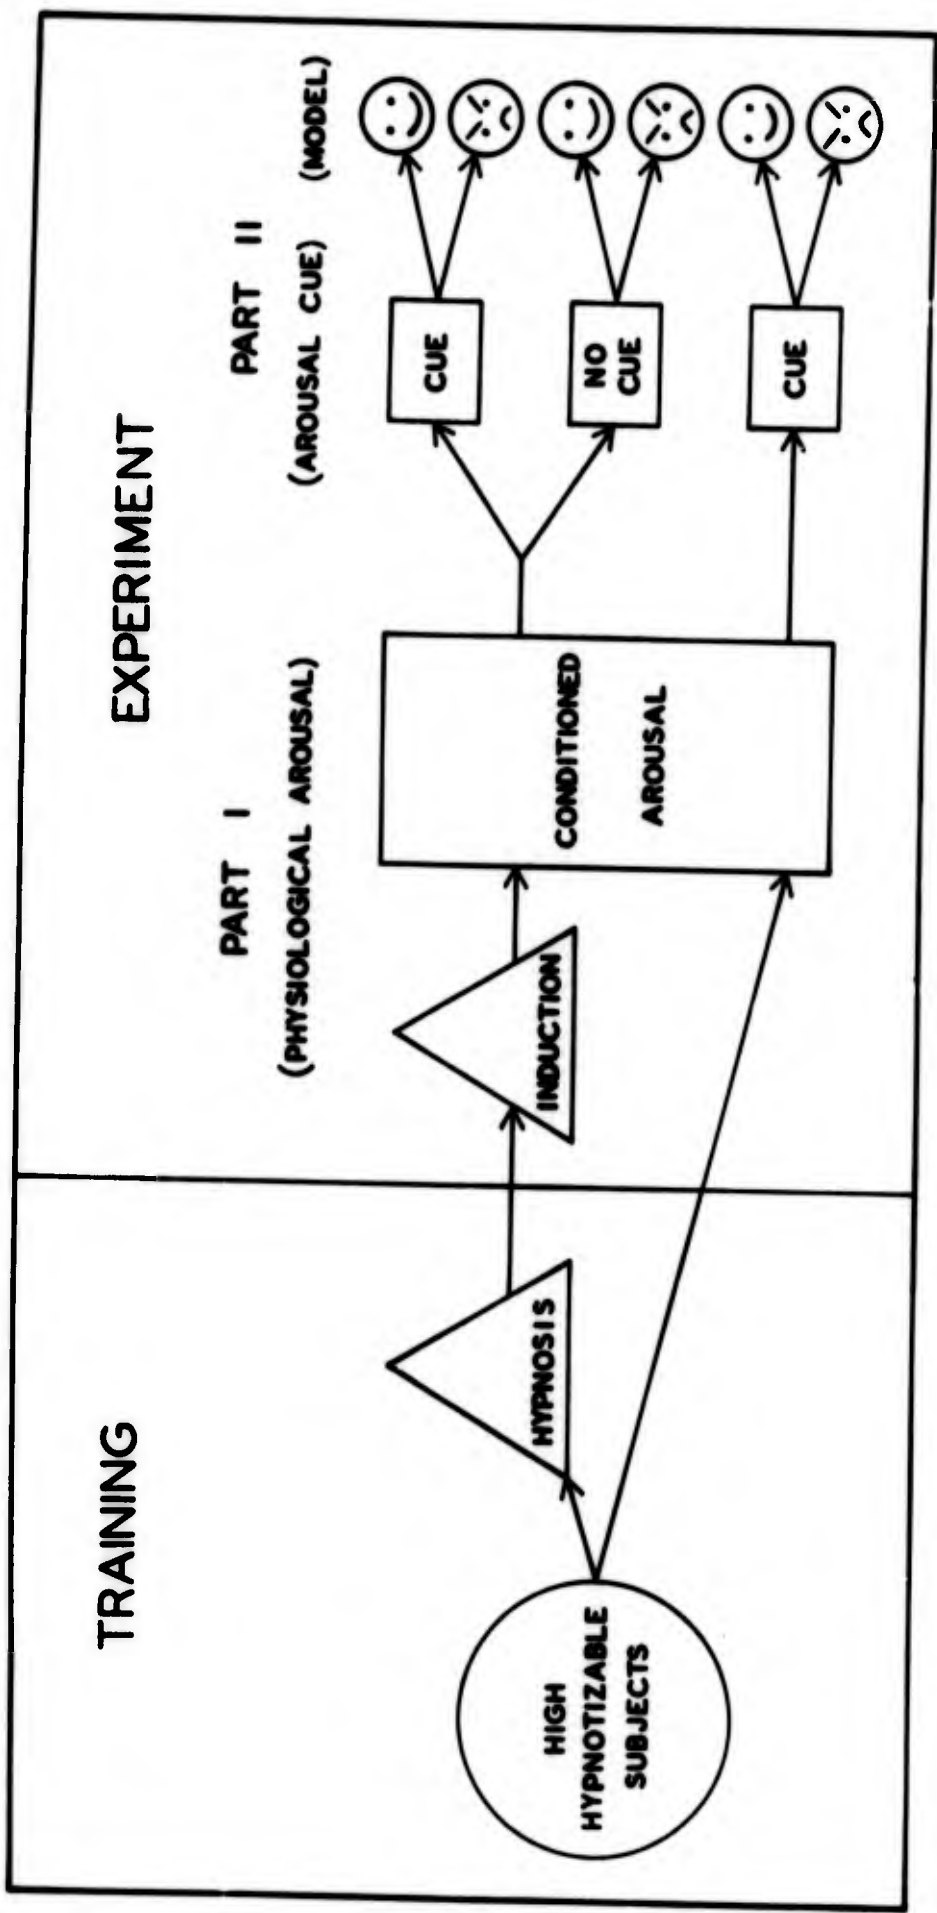 TRAINING
EXPERIMENT
PART I
(PHYSIOLOGICAL AROUSAL)
PART II
(AROUSAL CUE)
(MODEL)
HIGH
HYPNOTIZABLE
SUBJECTS
HYPNOSIS
INDUCTION
CONDITIONED
AROUSAL
CUE
NO
CUE
CUE